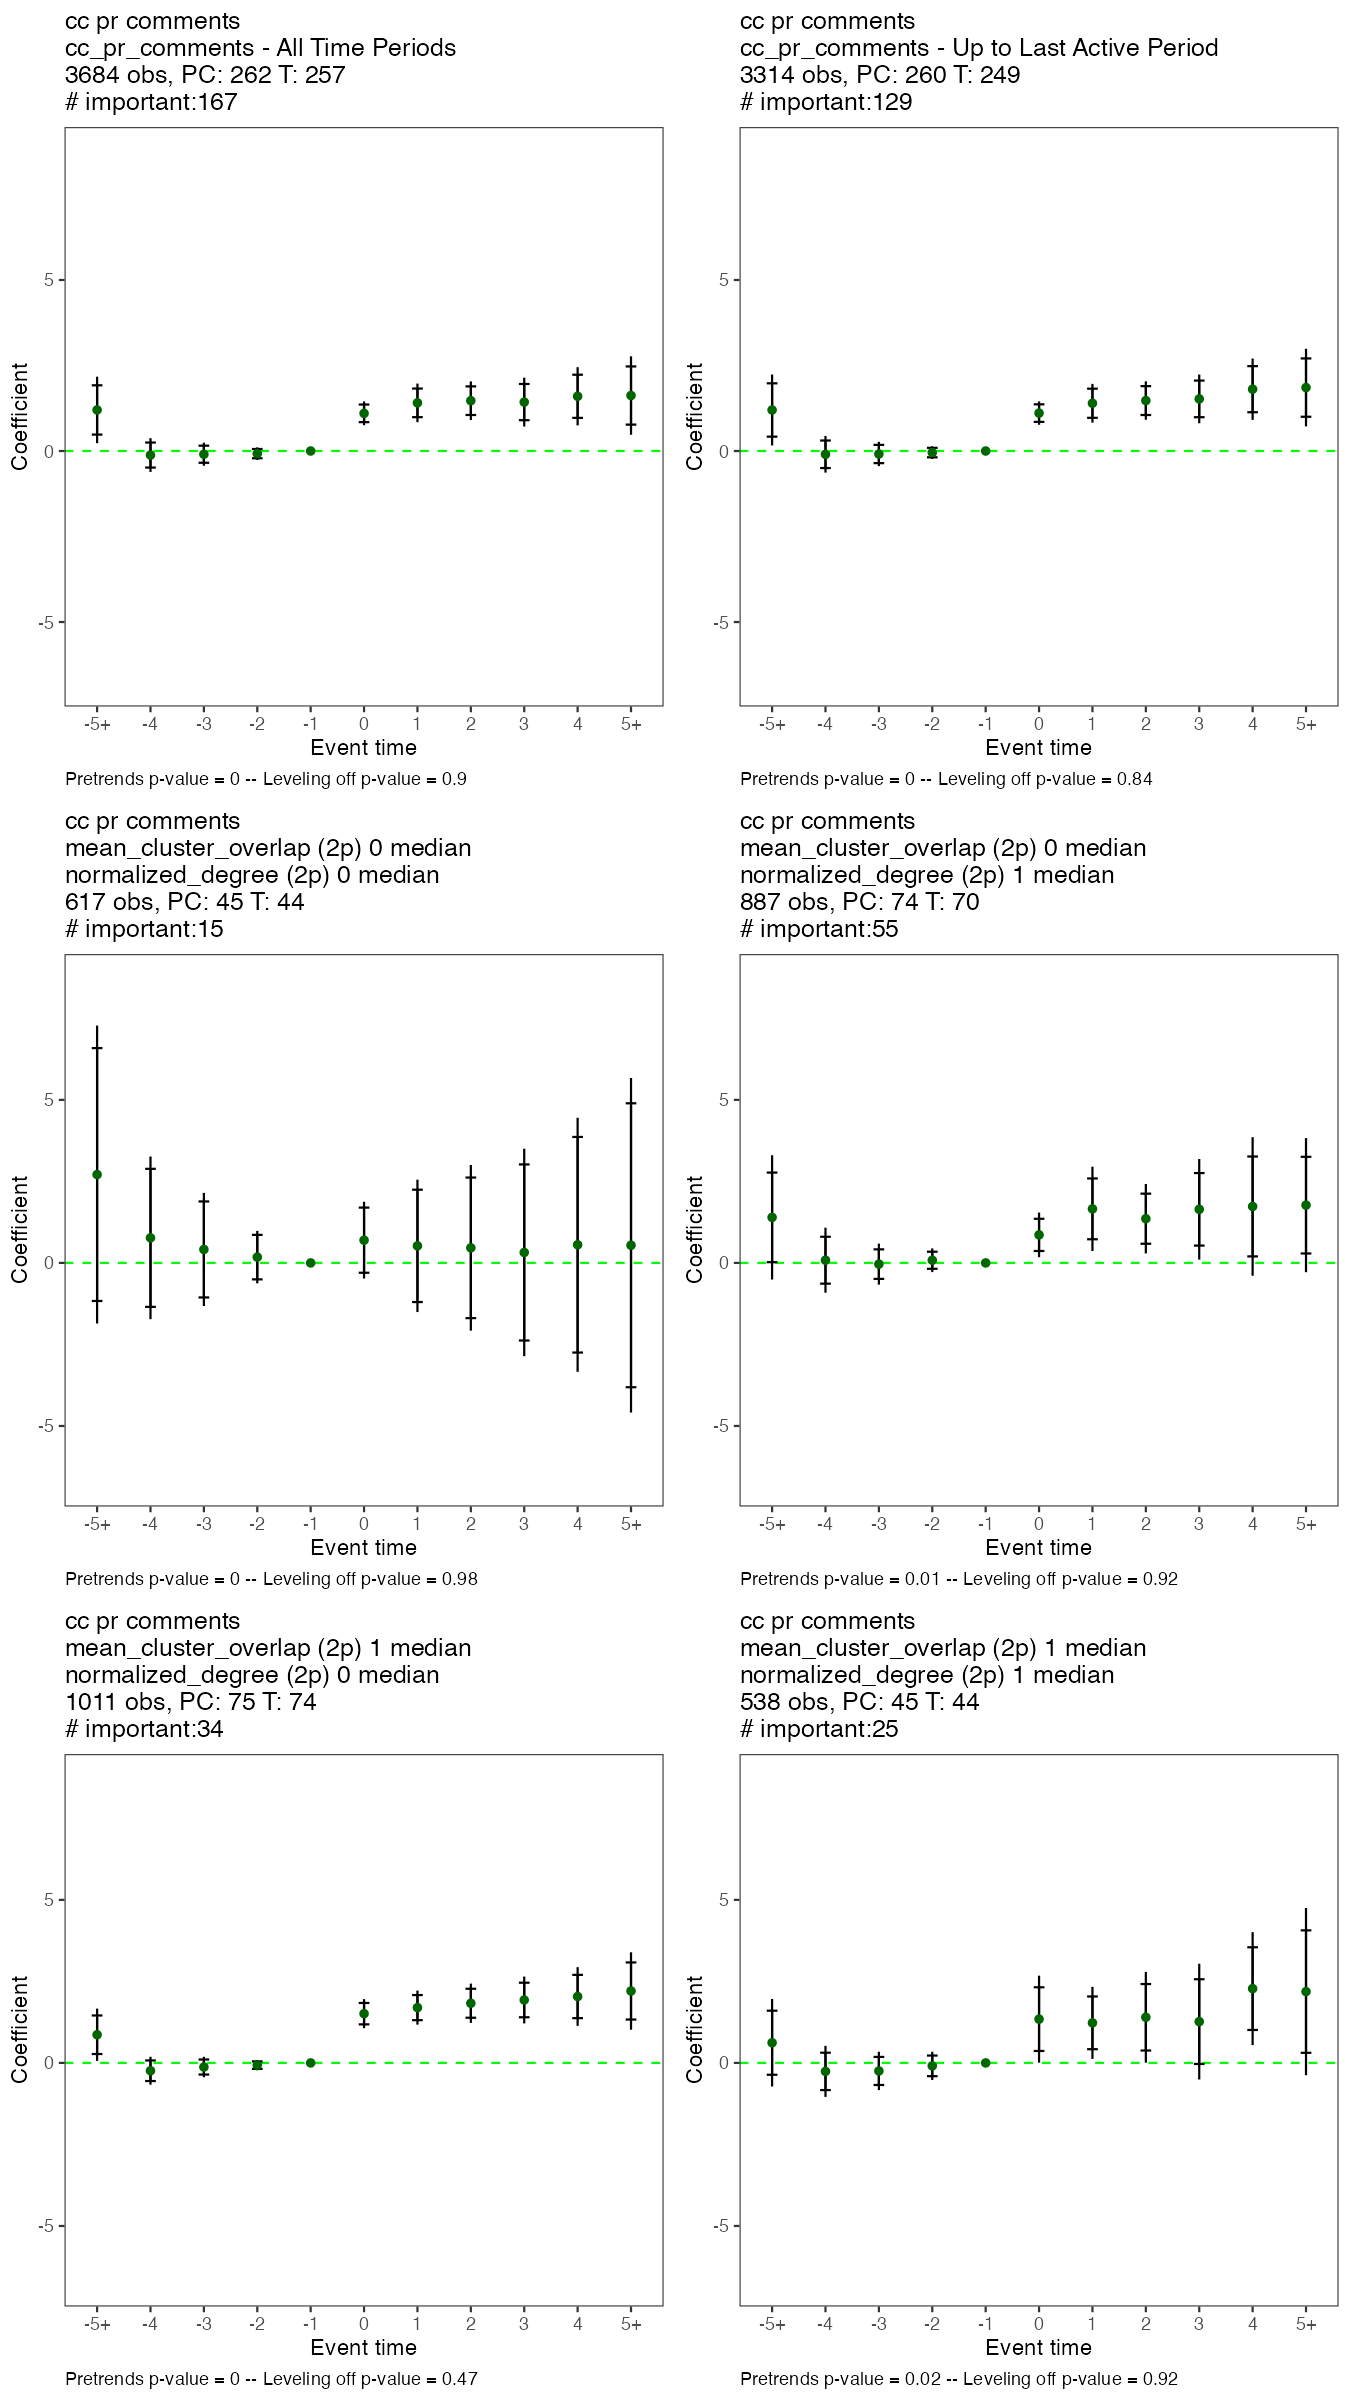 cc pr comments
cc_pr_comments - All Time Periods
3684 obs, PC: 262 T: 257
# important:167
Coefficient
5
0
-5
-5+ -4 -3 -2 -1 0 1 2 3 4 5+
Event time
Pretrends p-value = 0 -- Leveling off p-value = 0.9
cc pr comments
cc_pr_comments - Up to Last Active Period
3314 obs, PC: 260 T: 249
# important:129
Coefficient
5
0
-5
-5+ -4 -3 -2 -1 0 1 2 3 4 5+
Event time
Pretrends p-value = 0 -- Leveling off p-value = 0.84
cc pr comments
mean_cluster_overlap (2p) 0 median
normalized_degree (2p) 0 median
617 obs, PC: 45 T: 44
# important:15
Coefficient
5
0
-5
-5+ -4 -3 -2 -1 0 1 2 3 4 5+
Event time
Pretrends p-value = 0 -- Leveling off p-value = 0.98
cc pr comments
mean_cluster_overlap (2p) 0 median
normalized_degree (2p) 1 median
887 obs, PC: 74 T: 70
# important:55
Coefficient
5
0
-5
-5+ -4 -3 -2 -1 0 1 2 3 4 5+
Event time
Pretrends p-value = 0.01 -- Leveling off p-value = 0.92
cc pr comments
mean_cluster_overlap (2p) 1 median
normalized_degree (2p) 0 median
1011 obs, PC: 75 T: 74
# important:34
Coefficient
5
0
-5
-5+ -4 -3 -2 -1 0 1 2 3 4 5+
Event time
Pretrends p-value = 0 -- Leveling off p-value = 0.47
cc pr comments
mean_cluster_overlap (2p) 1 median
normalized_degree (2p) 1 median
538 obs, PC: 45 T: 44
# important:25
Coefficient
5
0
-5
-5+ -4 -3 -2 -1 0 1 2 3 4 5+
Event time
Pretrends p-value = 0.02 -- Leveling off p-value = 0.92